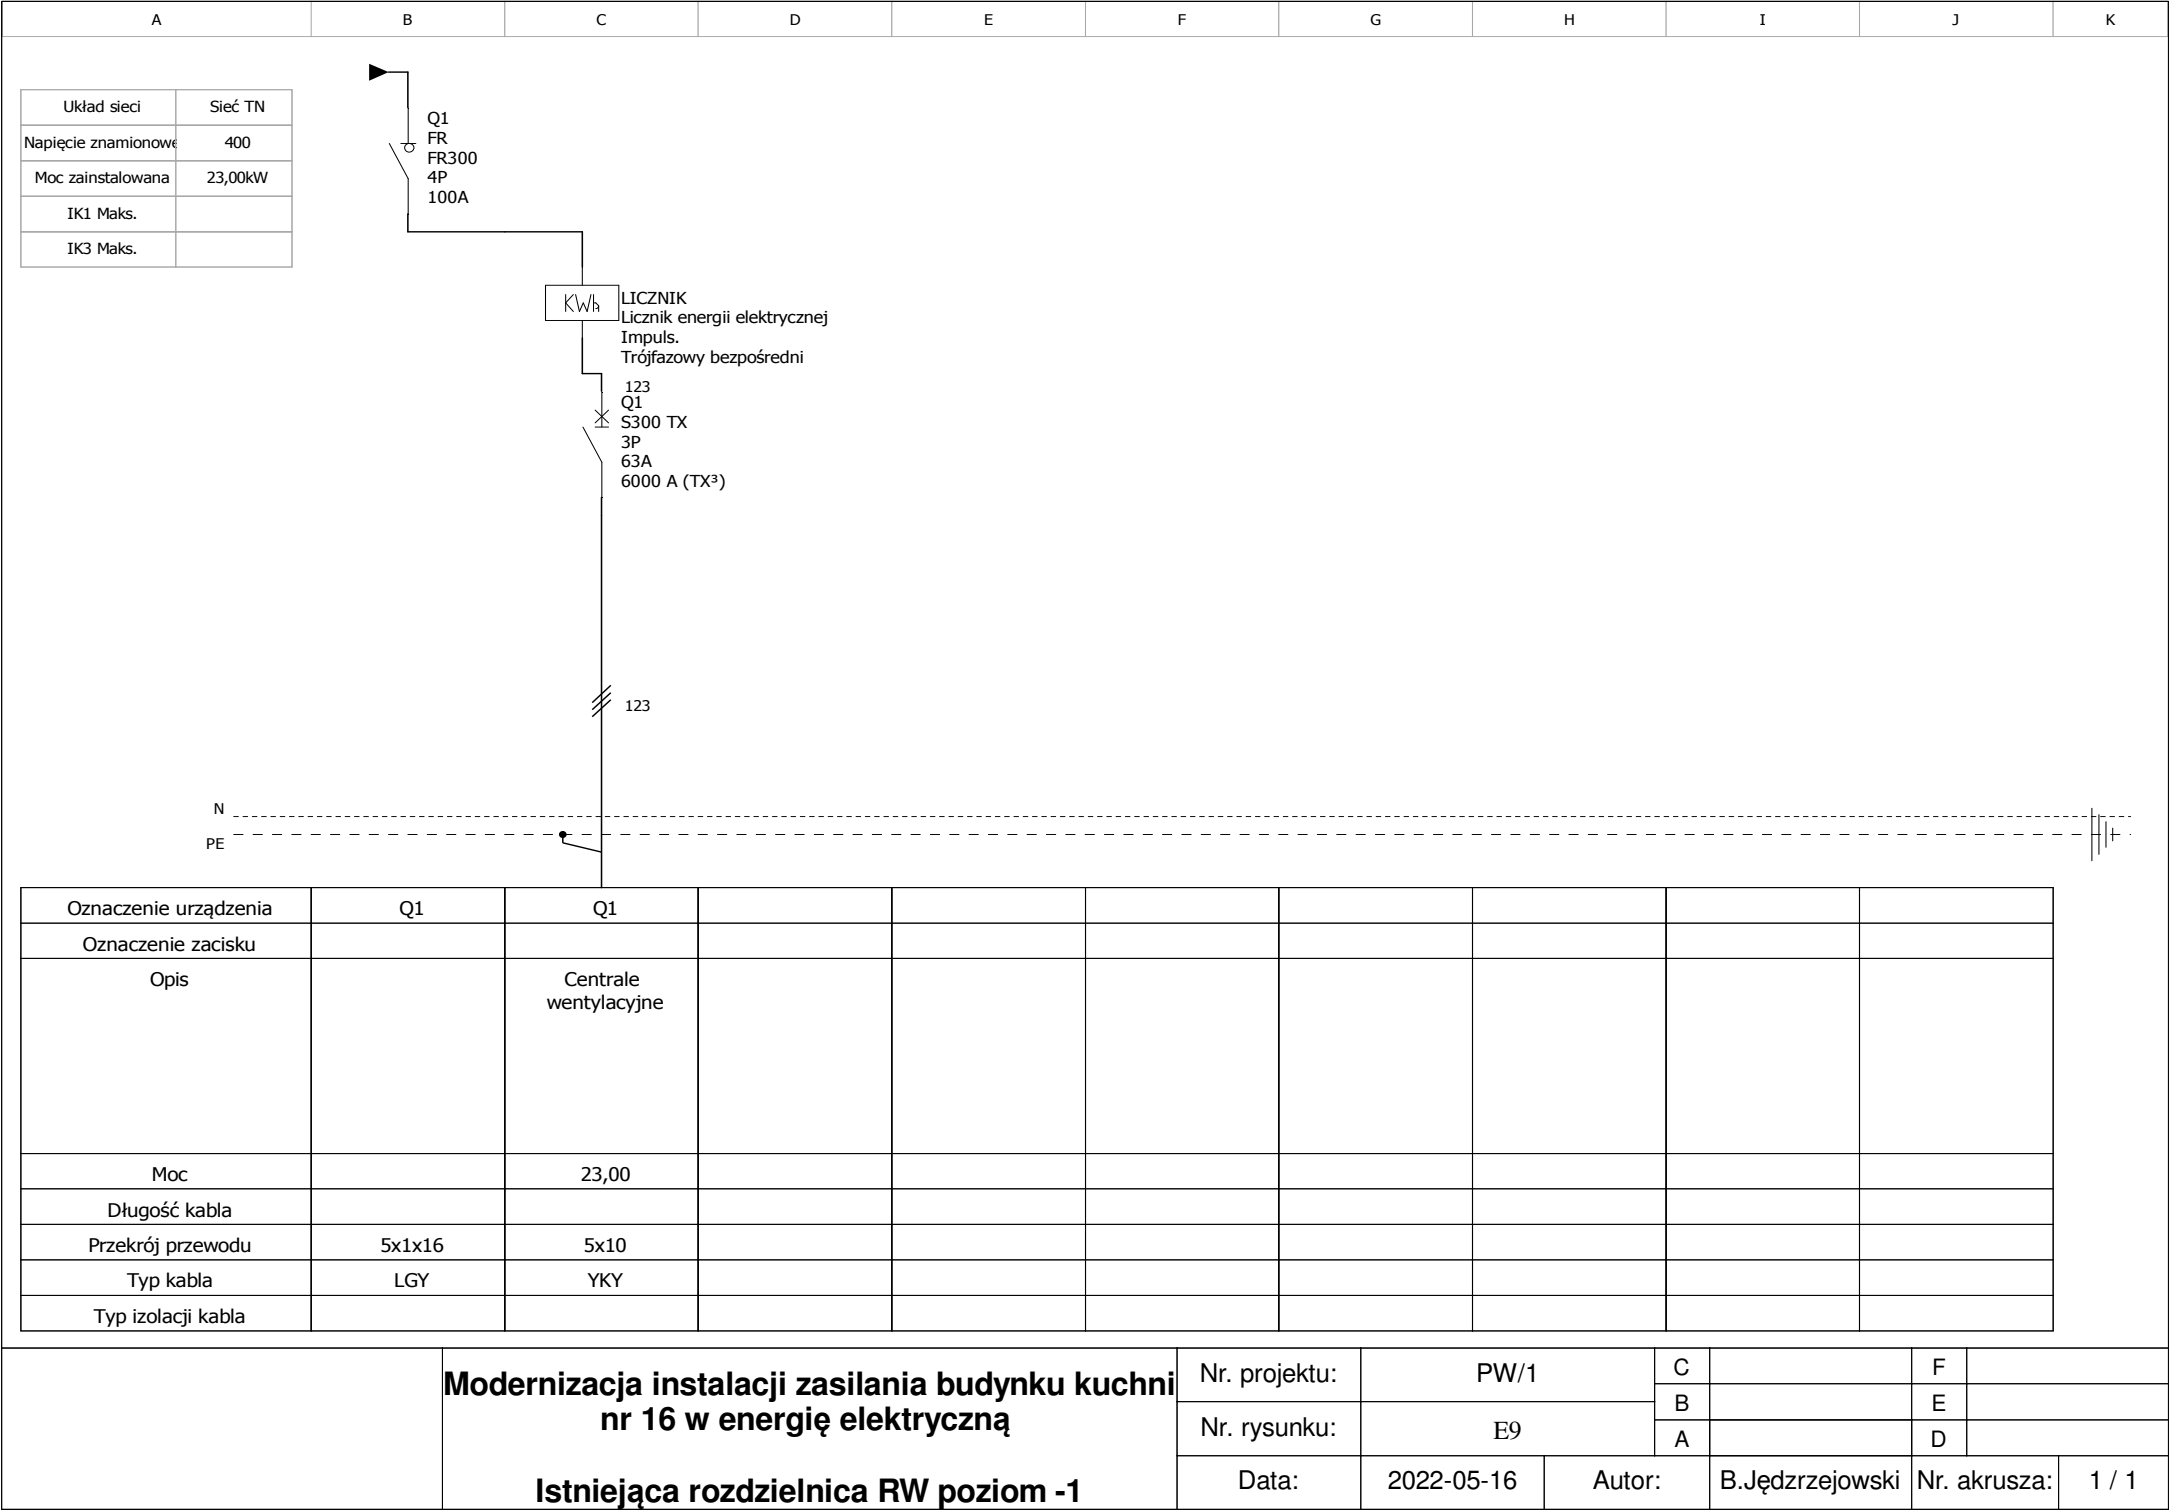 A B C D E F G H I J K
Układ sieci Sieć TN
Napięcie znamionowe 400
Moc zainstalowana 23,00kW
IK1 Maks.
IK3 Maks.
Q1
FR
FR300
4P
100A
KWh
LICZNIK
Licznik energii elektrycznej
Impuls.
Trójfazowy bezpośredni
123
Q1
S300 TX
3P
63A
6000 A (TX³)
123
N
PE
Oznaczenie urządzenia Q1 Q1
Oznaczenie zacisku
Opis Centrale
wentylacyjne
Moc 23,00
Długość kabla
Przekrój przewodu 5x1x16 5x10
Typ kabla LGY YKY
Typ izolacji kabla
Modernizacja instalacji zasilania budynku kuchni
nr 16 w energię elektryczną
Istniejąca rozdzielnica RW poziom -1
Nr. projektu: PW/1
Nr. rysunku: E9
C F
B E
A D
Data: 2022-05-16 Autor: B.Jędzrzejowski Nr. akrusza: 1 / 1